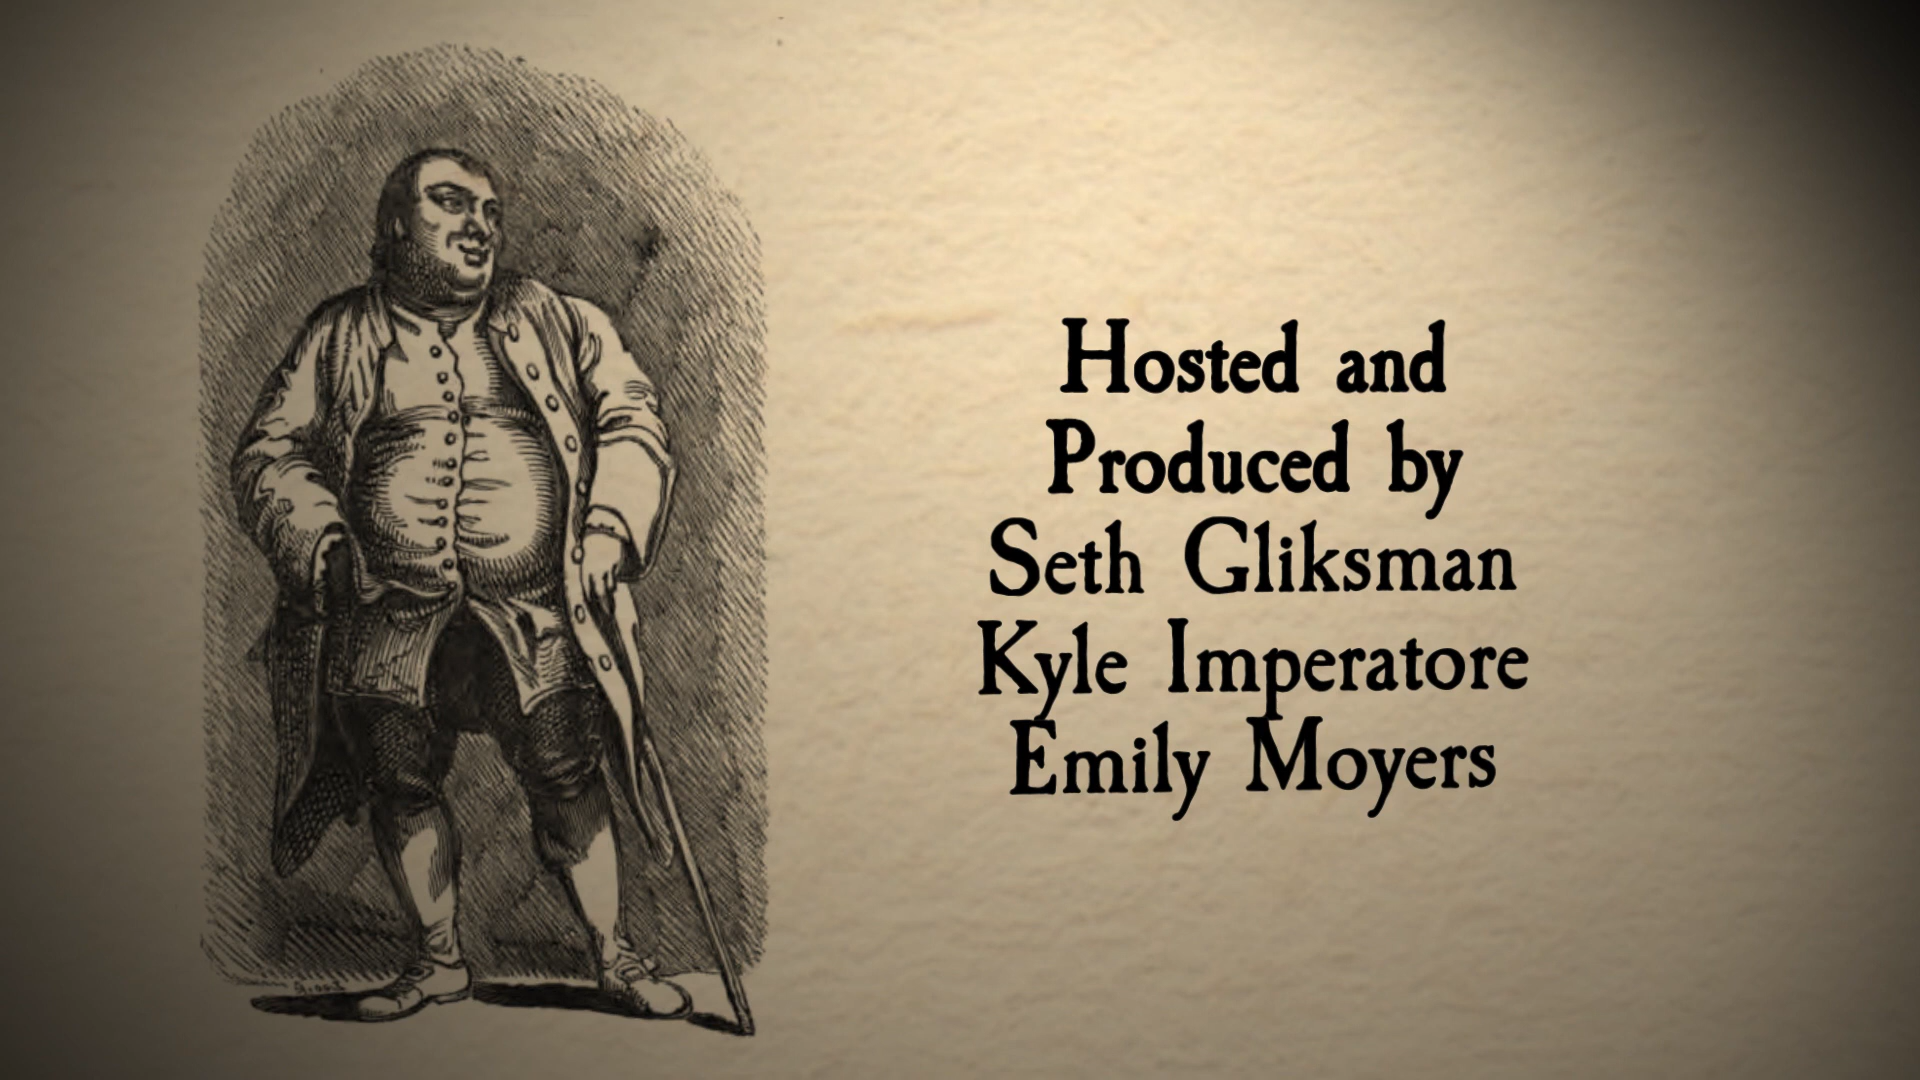 Hosted and
Produced by
Seth Gliksman
Kyle Imperatore
Emily Moyers